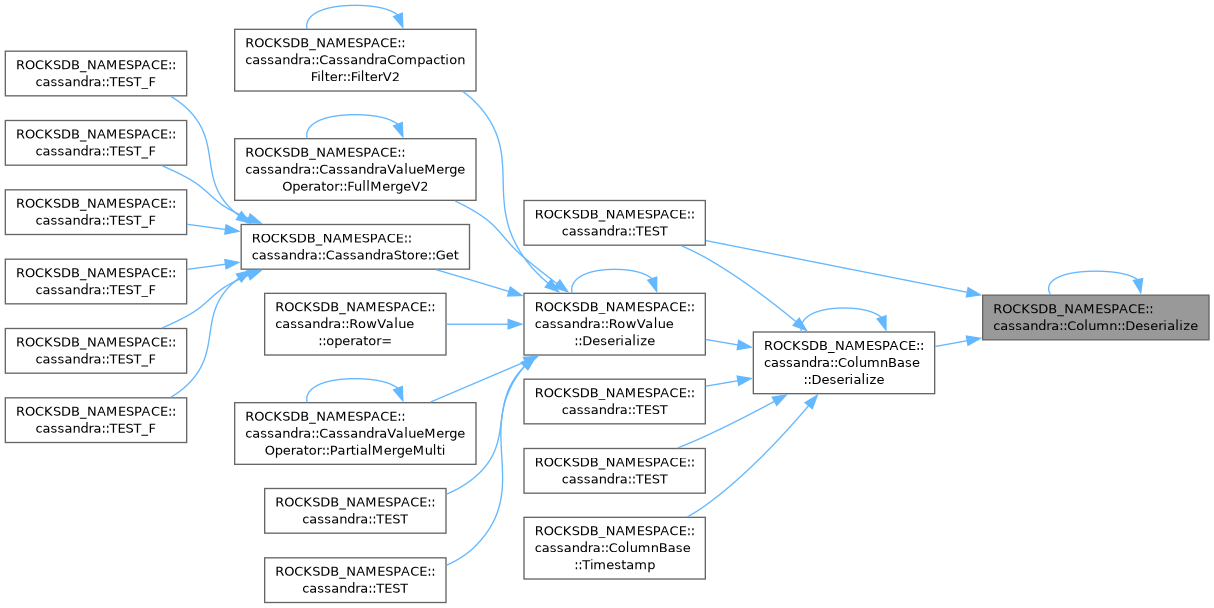 ROCKSDB_NAMESPACE::
cassandra::TEST_F
ROCKSDB_NAMESPACE::
cassandra::TEST_F
ROCKSDB_NAMESPACE::
cassandra::TEST_F
ROCKSDB_NAMESPACE::
cassandra::TEST_F
ROCKSDB_NAMESPACE::
cassandra::TEST_F
ROCKSDB_NAMESPACE::
cassandra::TEST_F
ROCKSDB_NAMESPACE::
cassandra::CassandraCompaction
Filter::FilterV2
ROCKSDB_NAMESPACE::
cassandra::CassandraValueMerge
Operator::FullMergeV2
ROCKSDB_NAMESPACE::
cassandra::CassandraStore::Get
ROCKSDB_NAMESPACE::
cassandra::RowValue
::operator=
ROCKSDB_NAMESPACE::
cassandra::CassandraValueMerge
Operator::PartialMergeMulti
ROCKSDB_NAMESPACE::
cassandra::TEST
ROCKSDB_NAMESPACE::
cassandra::TEST
ROCKSDB_NAMESPACE::
cassandra::TEST
ROCKSDB_NAMESPACE::
cassandra::RowValue
::Deserialize
ROCKSDB_NAMESPACE::
cassandra::TEST
ROCKSDB_NAMESPACE::
cassandra::TEST
ROCKSDB_NAMESPACE::
cassandra::ColumnBase
::Timestamp
ROCKSDB_NAMESPACE::
cassandra::ColumnBase
::Deserialize
ROCKSDB_NAMESPACE::
cassandra::Column::Deserialize